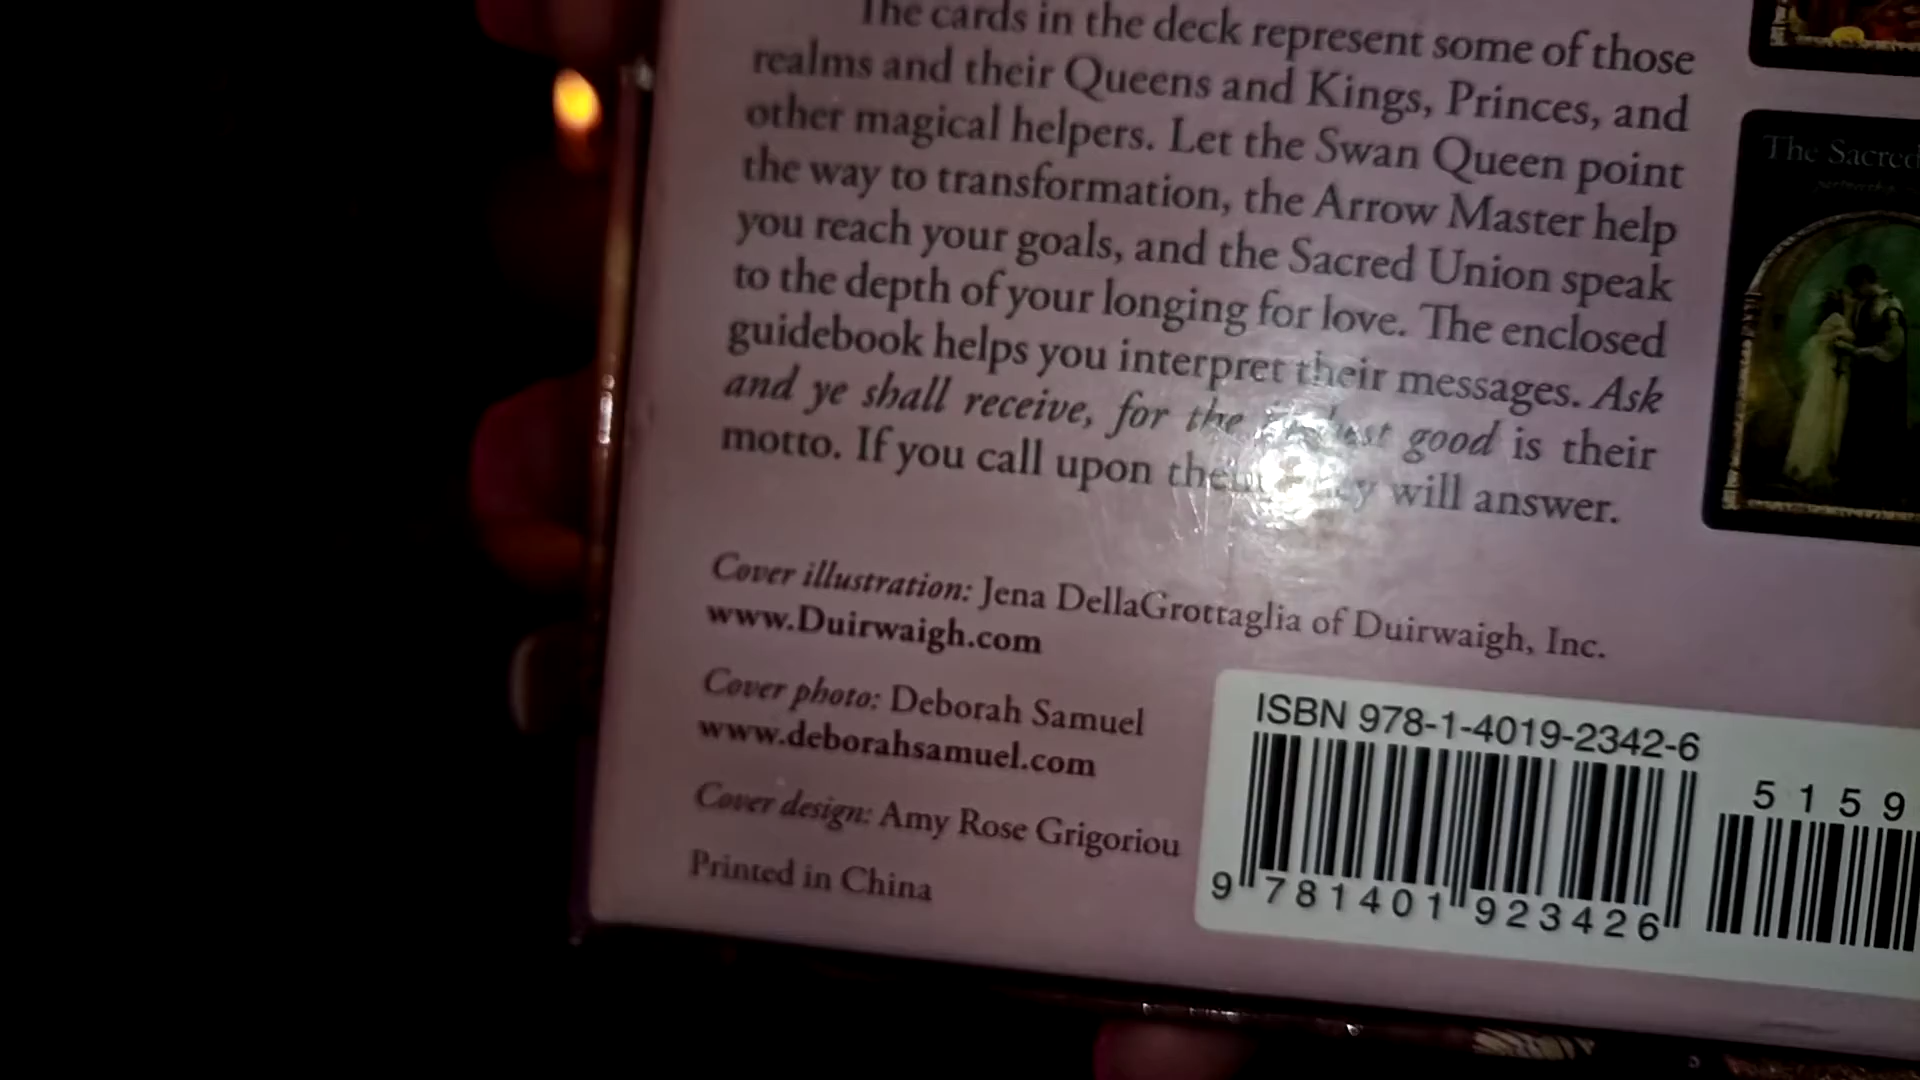 The cards in the deck represent some of those
realms and their Queens and Kings, Princes, and
other magical helpers. Let the Swan Queen point
the way to transformation, the Arrow Master help
you reach your goals, and the Sacred Union speak
to the depth of your longing for love. The enclosed
guidebook helps you interpret their messages. Ask
and ye shall receive, for the good is their
motto. If you call upon will answer.
Cover illustration: Jena DellaGrottaglia of Duirwaigh, Inc.
www.Duirwaigh.com
Cover photo: Deborah Samuel
www.deborahsamuel.com
Cover design: Amy Rose Grigoriou
Printed in China
The Sacred
ISBN 978-1-4019-2342-6
5159
9 781401 923426